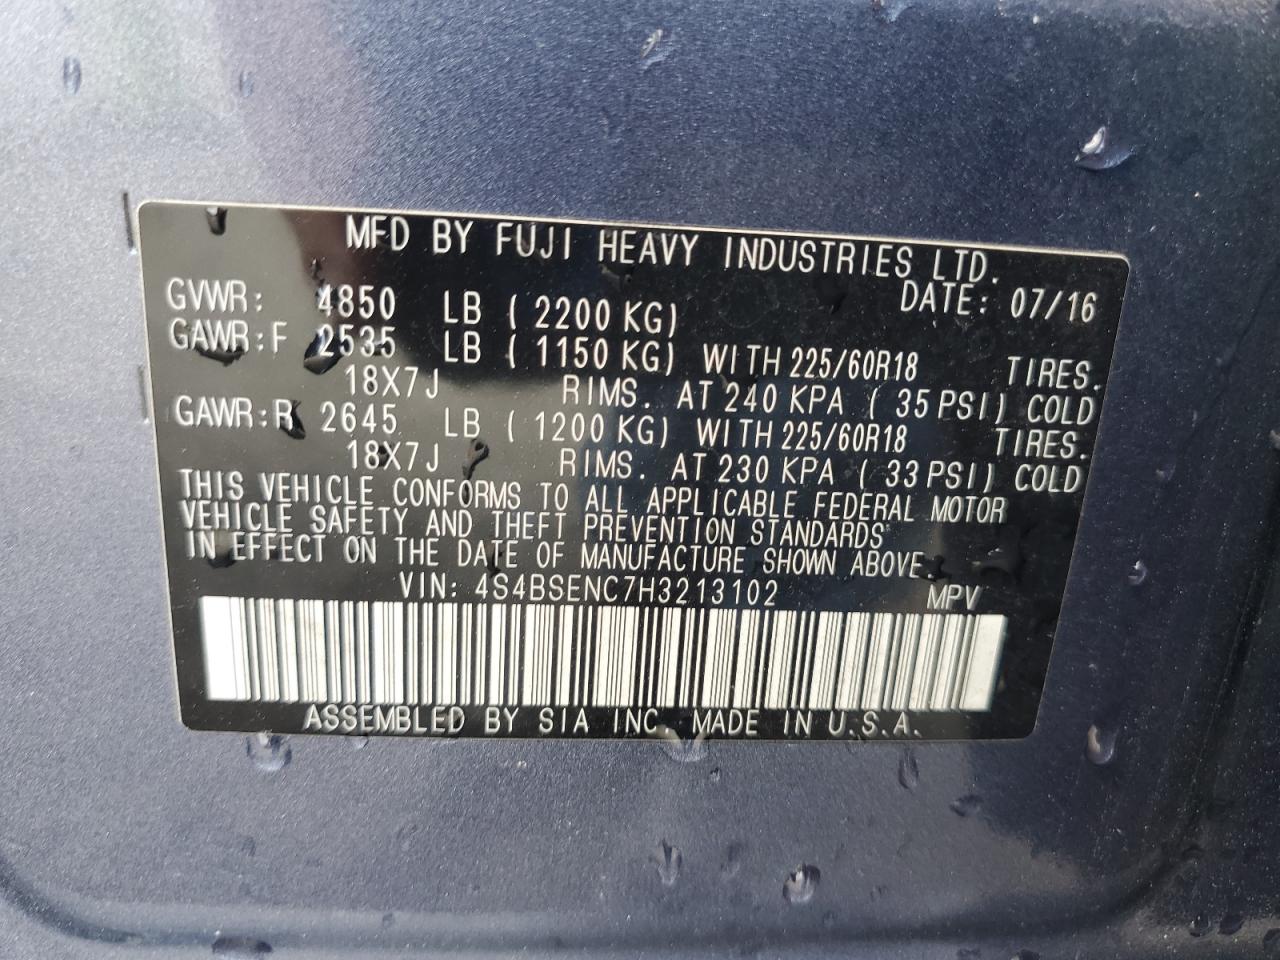 MFD BY FUJI HEAVY INDUSTRIES LTD.
DATE: 07/16
GVWR: 4850 LB ( 2200 KG)
GAWR:F 2535 LB ( 1150 KG) WITH 225/60R18 TIRES.
18X7J RIMS. AT 240 KPA ( 35 PSI) COLD
GAWR:R 2645 LB ( 1200 KG) WITH 225/60R18 TIRES.
18X7J RIMS. AT 230 KPA ( 33 PSI) COLD
THIS VEHICLE CONFORMS TO ALL APPLICABLE FEDERAL MOTOR
VEHICLE SAFETY AND THEFT PREVENTION STANDARDS
IN EFFECT ON THE DATE OF MANUFACTURE SHOWN ABOVE.
VIN: 4S4BSENC7H3213102 MPV
ASSEMBLED BY SIA INC. MADE IN U.S.A.